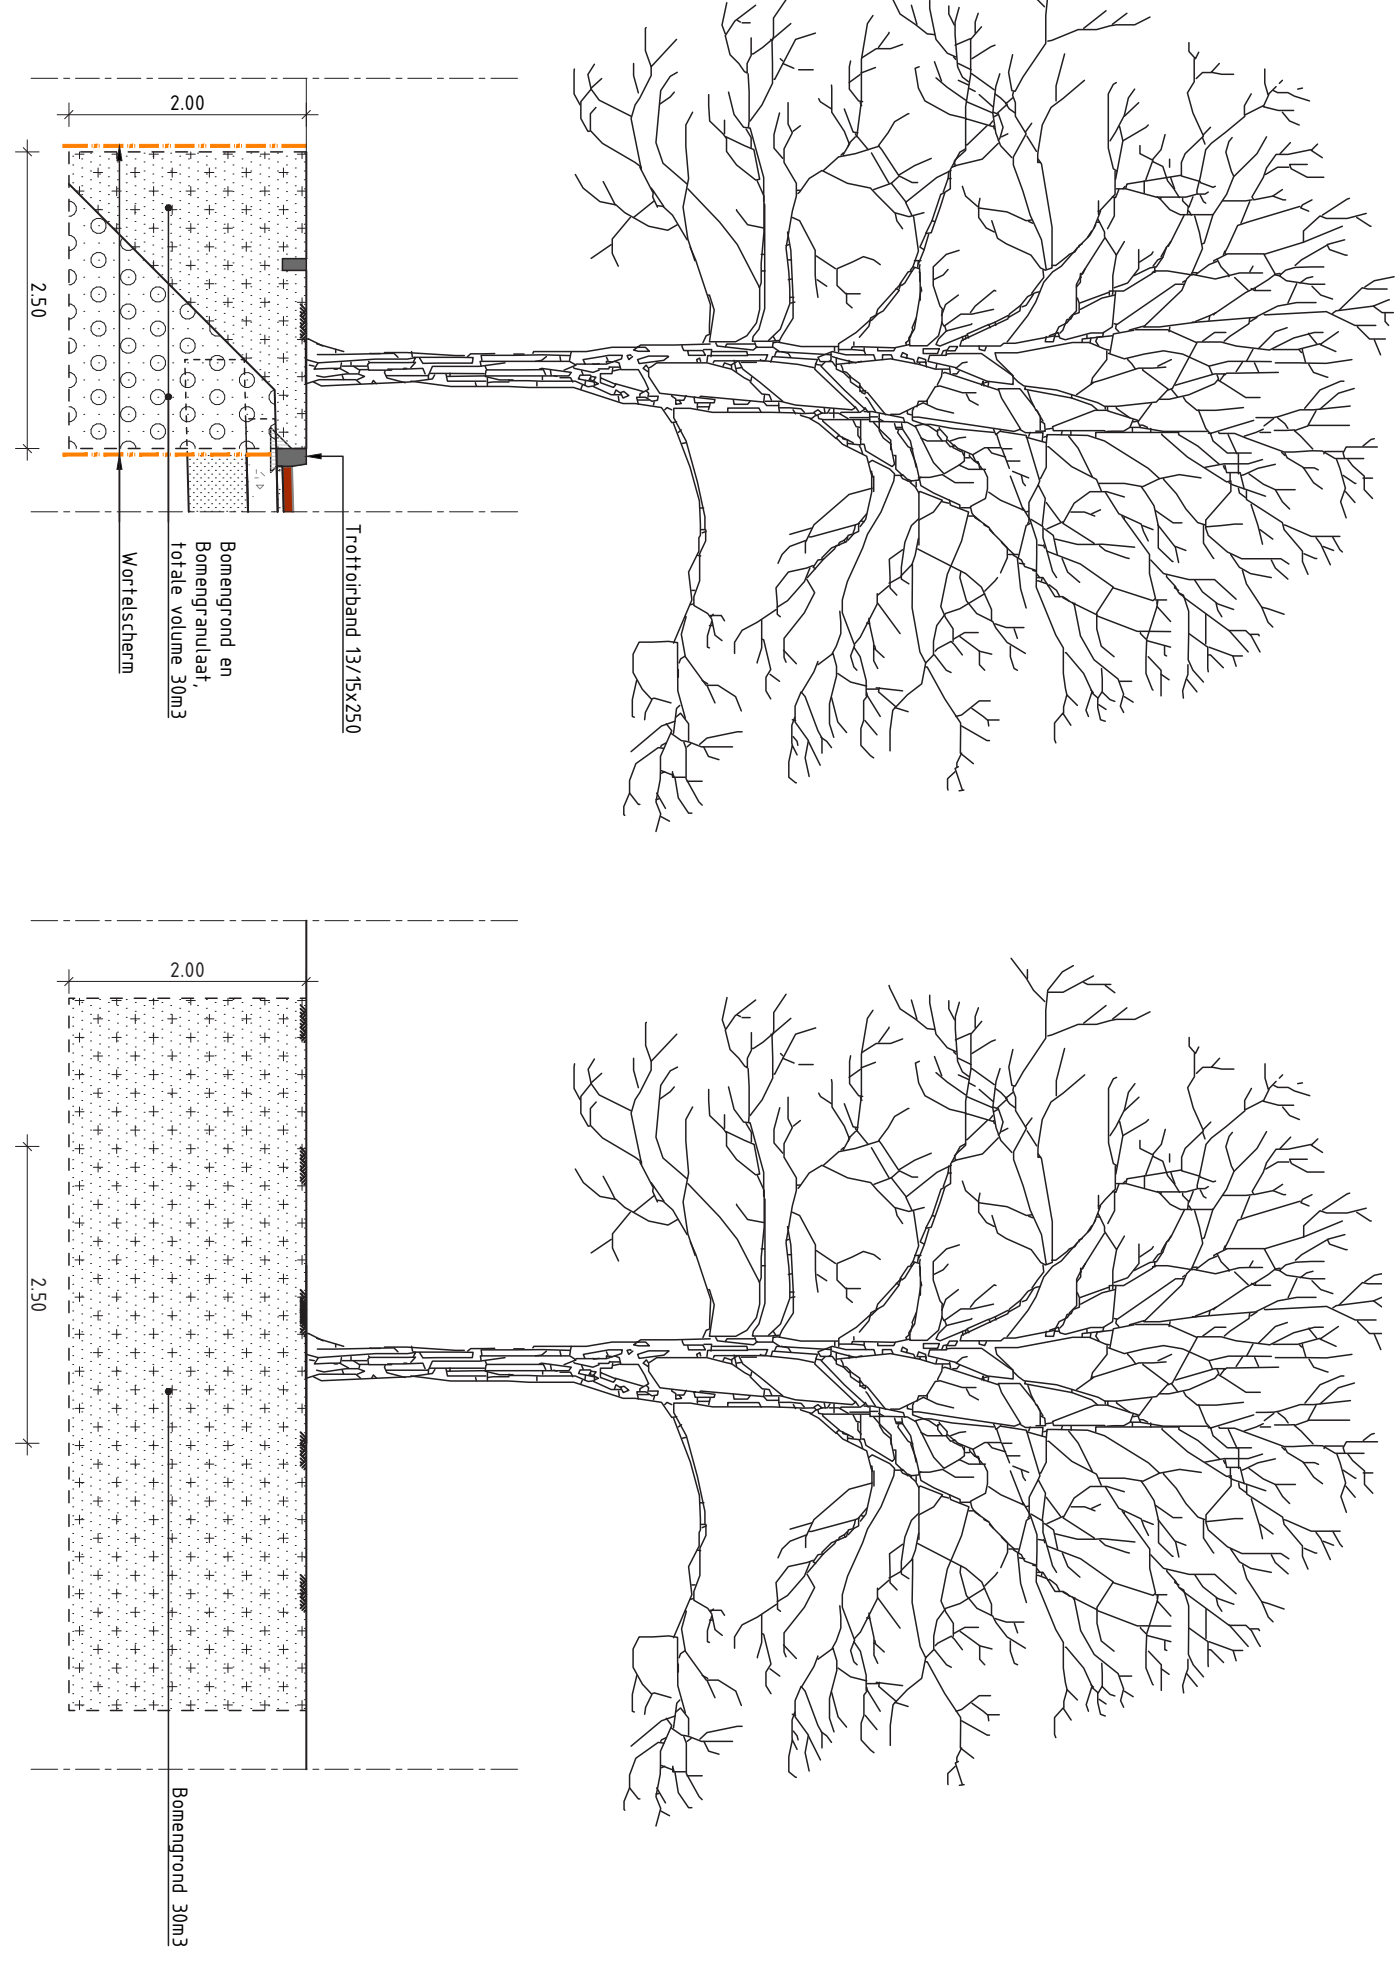 2.00
2.50
Trottoirband 13/15x250
Bomengrond en
Bomengranulaat,
totale volume 30m3
Wortelscherm
2.00
2.50
Bomengrond 30m3